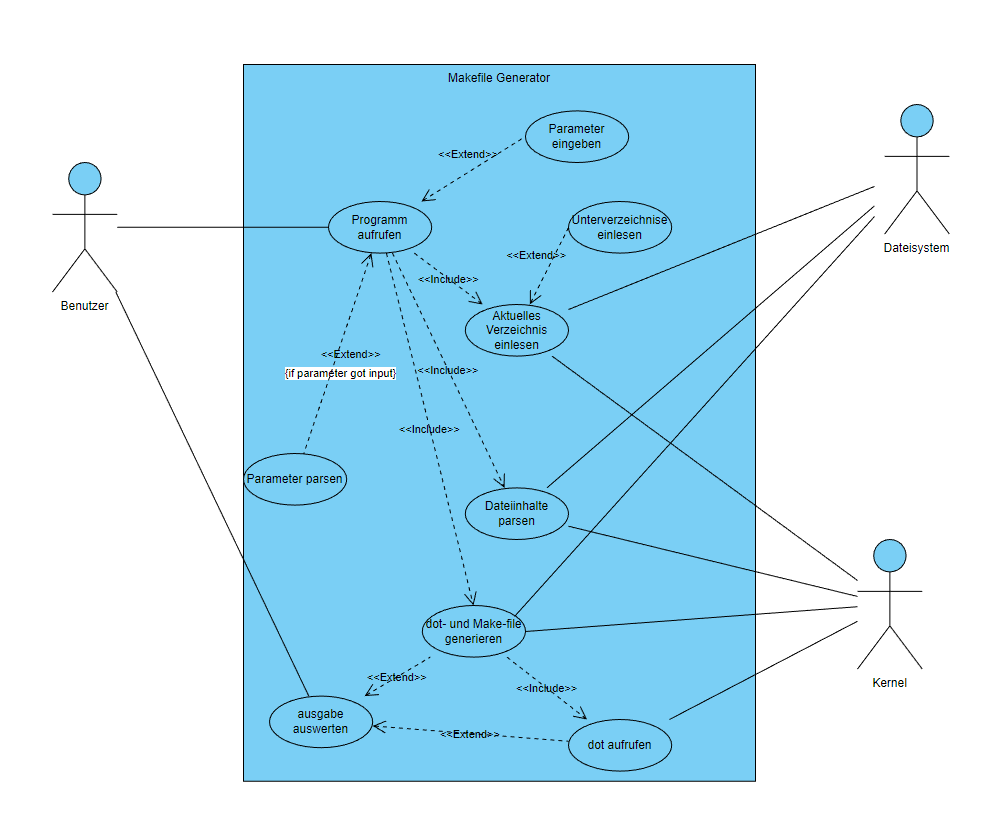 Makefile Generator
Parameter
eingeben
<<Extend>>
Programm
aufrufen
Unterverzeichnise
einlesen
Dateisystem
<<Extend>>
<<Include>>
Benutzer
Aktuelles
Verzeichnis
einlesen
<<Extend>>
{if parameter got input}
<<Include>>
<<Include>>
Parameter parsen
Dateiinhalte
parsen
dot- und Make-file
generieren
<<Extend>>
<<Include>>
Kernel
ausgabe
auswerten
<<Extend>>
dot aufrufen